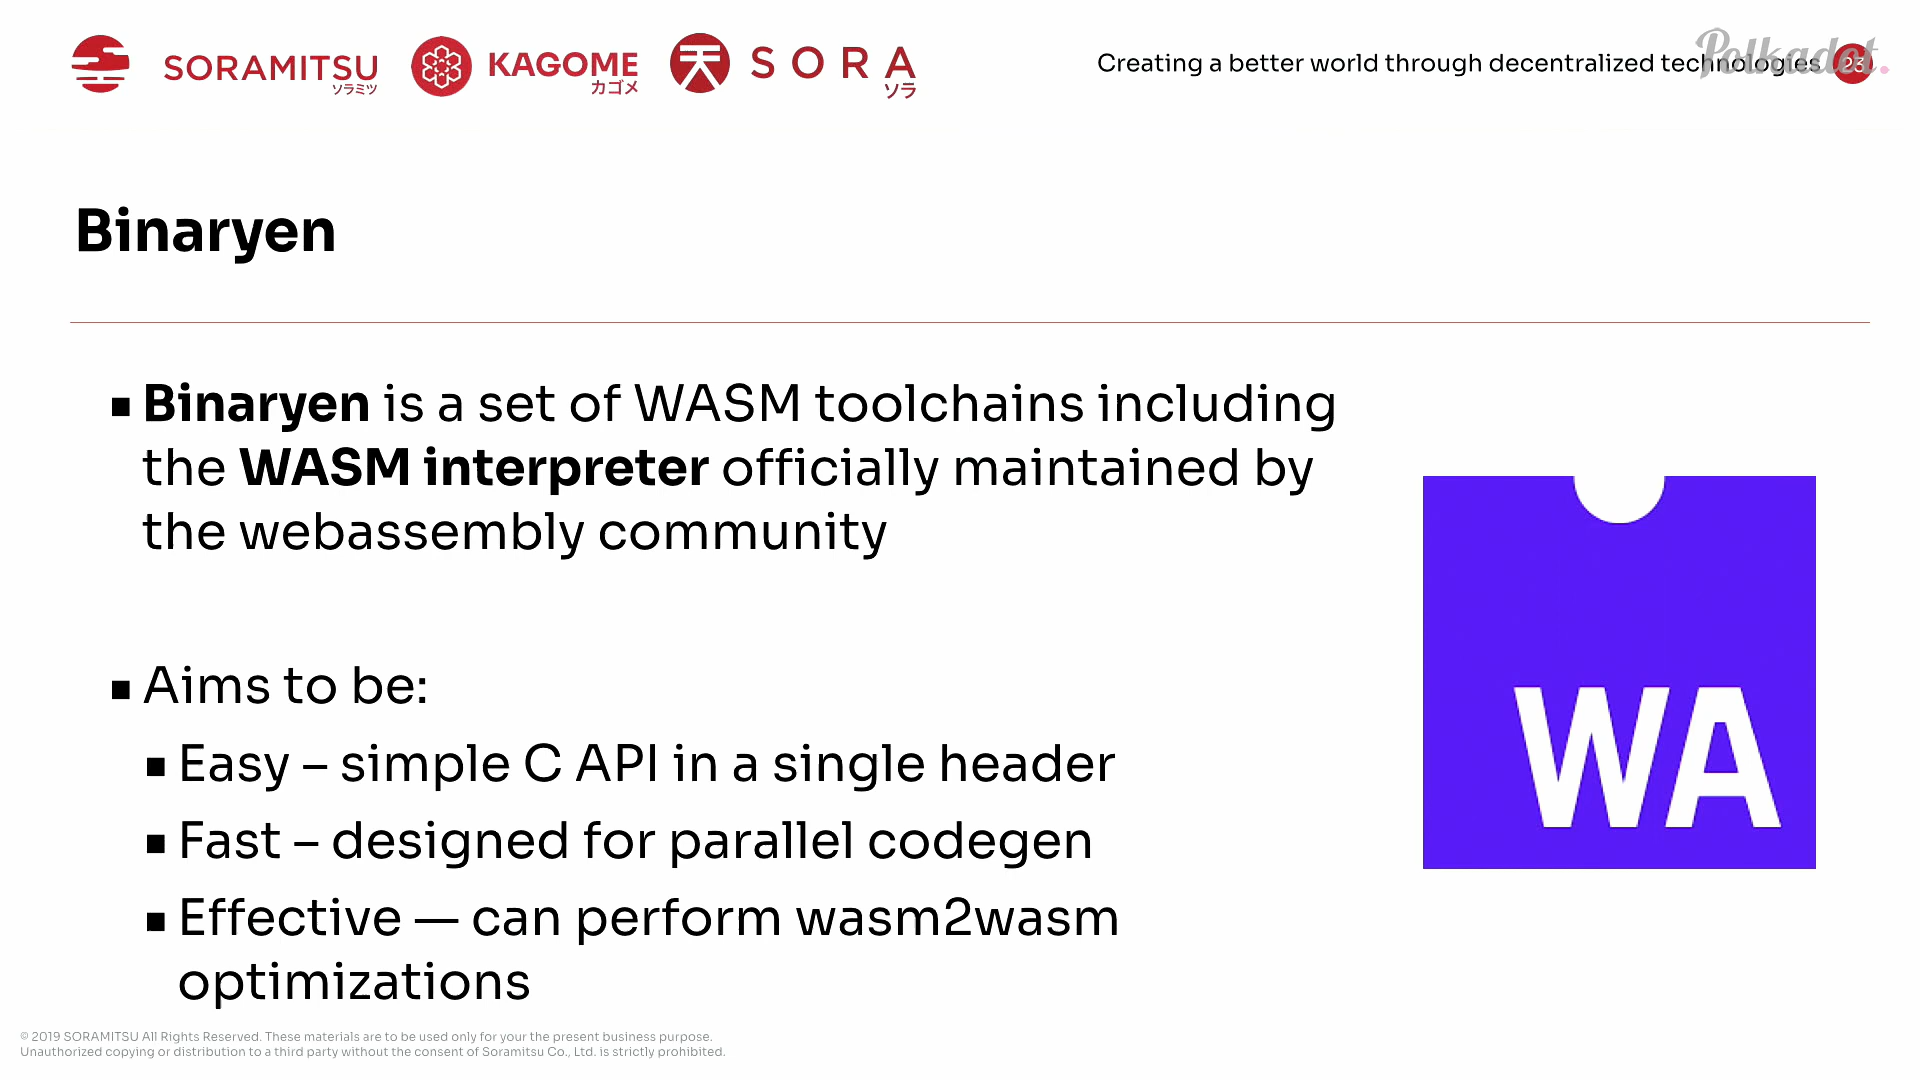 SORAMITSU
ソラミツ
KAGOME
カゴメ
天
SORA
ソラ
Creating a better world through decentralized technologies 23
Polkadot.
Binaryen
▪ Binaryen is a set of WASM toolchains including
the WASM interpreter officially maintained by
the webassembly community
▪ Aims to be:
▪ Easy – simple C API in a single header
▪ Fast – designed for parallel codegen
▪ Effective — can perform wasm2wasm
optimizations
WA
© 2019 SORAMITSU All Rights Reserved. These materials are to be used only for your the present business purpose.
Unauthorized copying or distribution to a third party without the consent of Soramitsu Co., Ltd. is strictly prohibited.